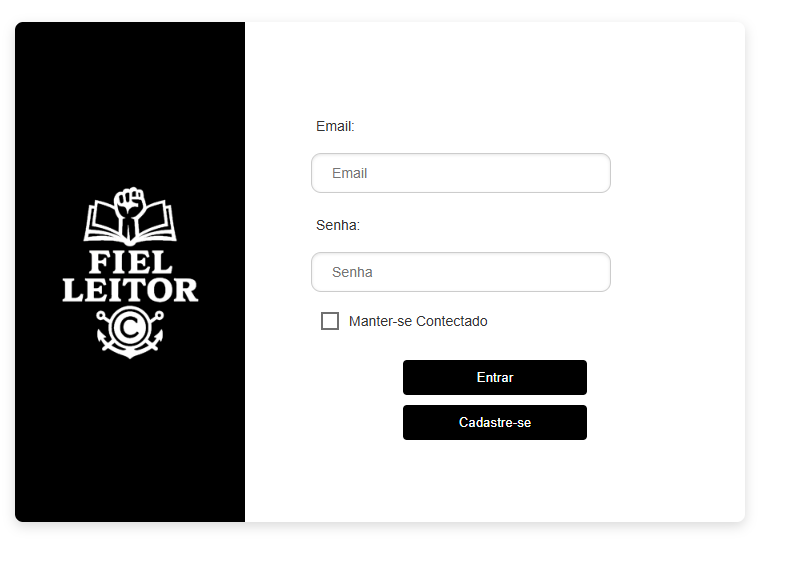 FIEL
LEITOR
C
Email:
Email
Senha:
Senha
Manter-se Contectado
Entrar
Cadastre-se